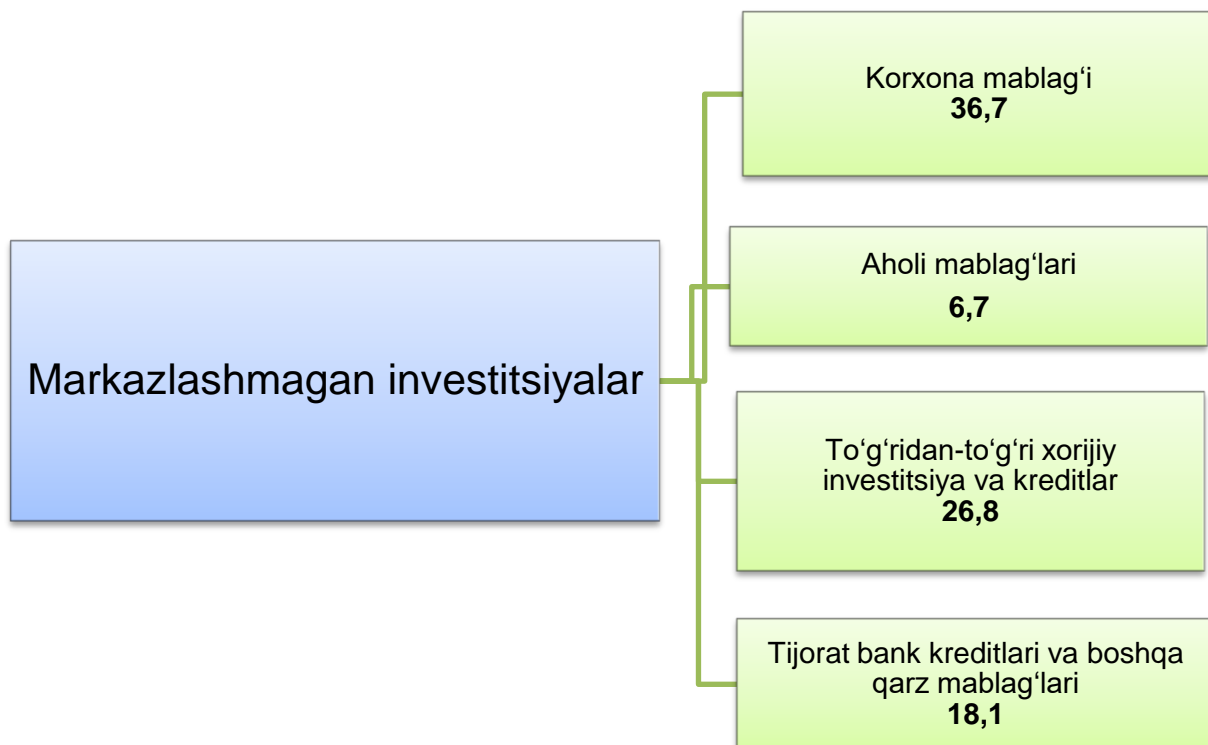 Korxona mablag‘i
36,7
Aholi mablag‘lari
6,7
Markazlashmagan investitsiyalar
To‘g‘ridan-to‘g‘ri xorijiy
investitsiya va kreditlar
26,8
Tijorat bank kreditlari va boshqa
qarz mablag‘lari
18,1